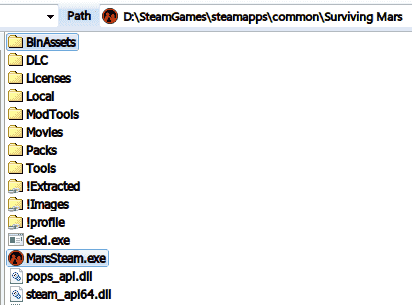 Path D:\SteamGames\steamapps\common\Surviving Mars
BinAssets
DLC
Licenses
Local
ModTools
Movies
Packs
Tools
!Extracted
!Images
!profile
Ged.exe
MarsSteam.exe
pops_api.dll
steam_api64.dll